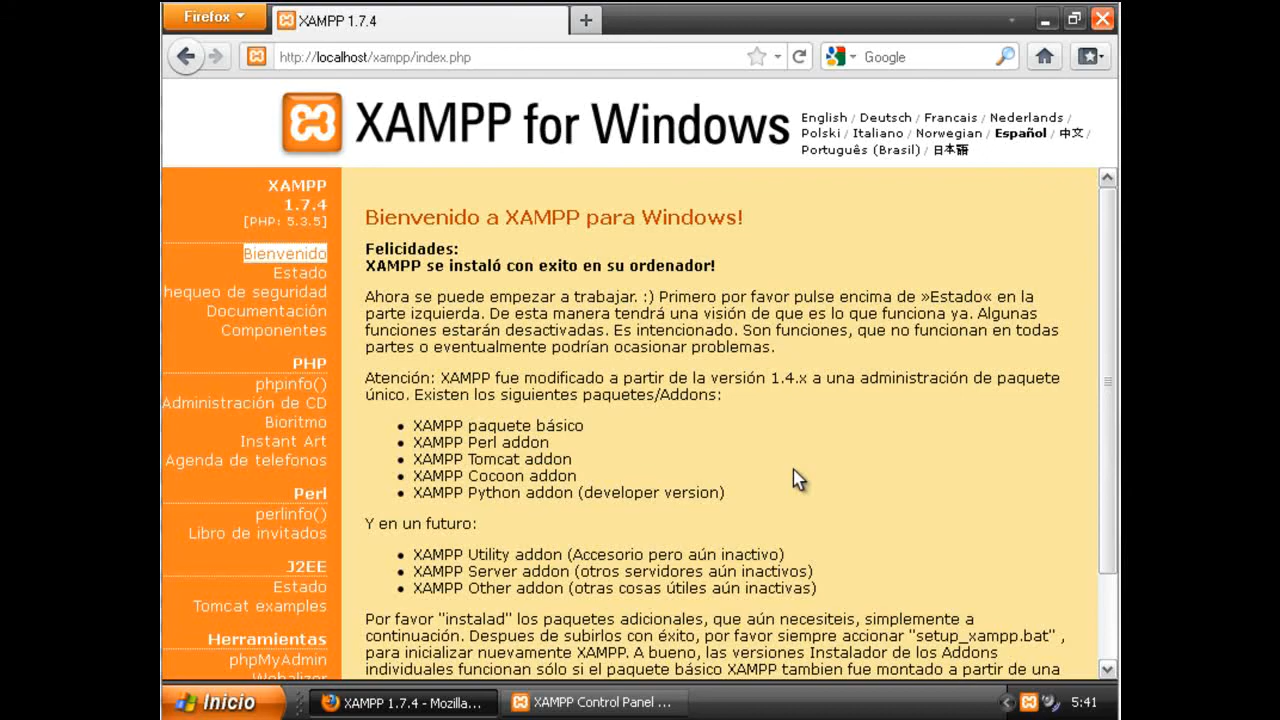 Firefox
XAMPP 1.7.4
http://localhost/xampp/index.php
Google
XAMPP for Windows
English / Deutsch / Francais / Nederlands /
Polski / Italiano / Norwegian / Español / 中文 /
Português (Brasil) / 日本語
XAMPP
1.7.4
[PHP: 5.3.5]
Bienvenido
Estado
hequeo de seguridad
Documentación
Componentes
PHP
phpinfo()
Administración de CD
Bioritmo
Instant Art
Agenda de telefonos
Perl
perlinfo()
Libro de invitados
J2EE
Estado
Tomcat examples
Herramientas
phpMyAdmin
Webalizer
Bienvenido a XAMPP para Windows!
Felicidades:
XAMPP se instaló con exito en su ordenador!
Ahora se puede empezar a trabajar. :) Primero por favor pulse encima de »Estado« en la
parte izquierda. De esta manera tendrá una visión de que es lo que funciona ya. Algunas
funciones estarán desactivadas. Es intencionado. Son funciones, que no funcionan en todas
partes o eventualmente podrían ocasionar problemas.
Atención: XAMPP fue modificado a partir de la versión 1.4.x a una administración de paquete
único. Existen los siguientes paquetes/Addons:
• XAMPP paquete básico
• XAMPP Perl addon
• XAMPP Tomcat addon
• XAMPP Cocoon addon
• XAMPP Python addon (developer version)
Y en un futuro:
• XAMPP Utility addon (Accesorio pero aún inactivo)
• XAMPP Server addon (otros servidores aún inactivos)
• XAMPP Other addon (otras cosas útiles aún inactivas)
Por favor "instalad" los paquetes adicionales, que aún necesiteis, simplemente a
continuación. Despues de subirlos con éxito, por favor siempre accionar "setup_xampp.bat" ,
para inicializar nuevamente XAMPP. A bueno, las versiones Instalador de los Addons
individuales funcionan sólo si el paquete básico XAMPP tambien fue montado a partir de una
Inicio
XAMPP 1.7.4 - Mozilla...
XAMPP Control Panel ...
5:41